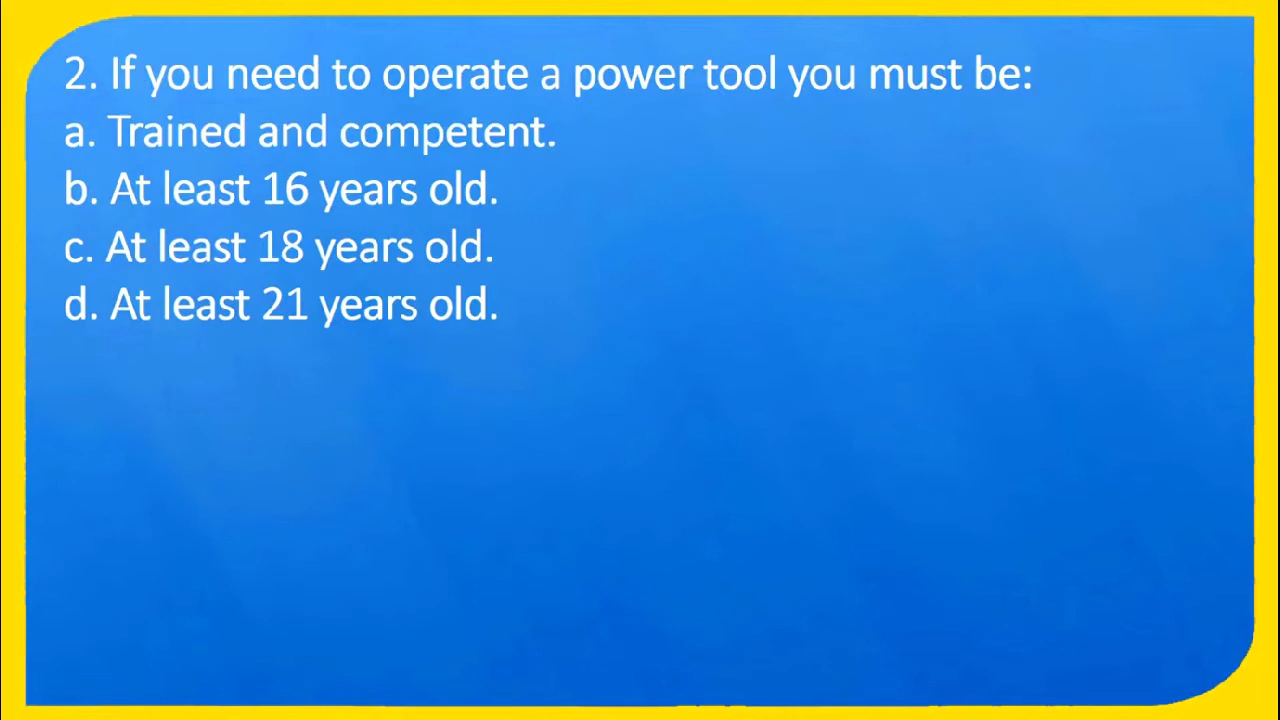 2. If you need to operate a power tool you must be:
a. Trained and competent.
b. At least 16 years old.
c. At least 18 years old.
d. At least 21 years old.